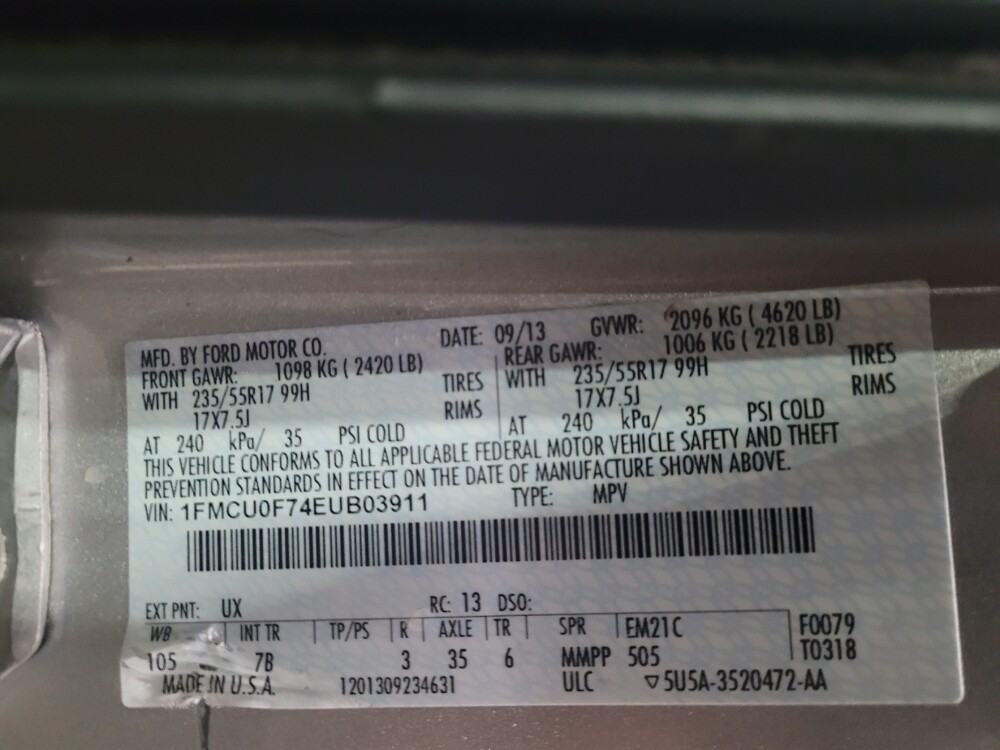 MFD. BY FORD MOTOR CO. DATE: 09/13 GVWR: 2096 KG ( 4620 LB)
FRONT GAWR: 1098 KG ( 2420 LB) REAR GAWR: 1006 KG ( 2218 LB)
WITH 235/55R17 99H TIRES WITH 235/55R17 99H TIRES
17X7.5J RIMS 17X7.5J RIMS
AT 240 kPa/ 35 PSI COLD AT 240 kPa/ 35 PSI COLD
THIS VEHICLE CONFORMS TO ALL APPLICABLE FEDERAL MOTOR VEHICLE SAFETY AND THEFT
PREVENTION STANDARDS IN EFFECT ON THE DATE OF MANUFACTURE SHOWN ABOVE.
VIN: 1FMCU0F74EUB03911 TYPE: MPV
EXT PNT: UX RC: 13 DSO:
WB INT TR TP/PS R AXLE TR SPR EM21C F0079
105 7B 3 35 6 MMPP 505 T0318
MADE IN U.S.A. 1201309234631 ULC ▽5U5A-3520472-AA